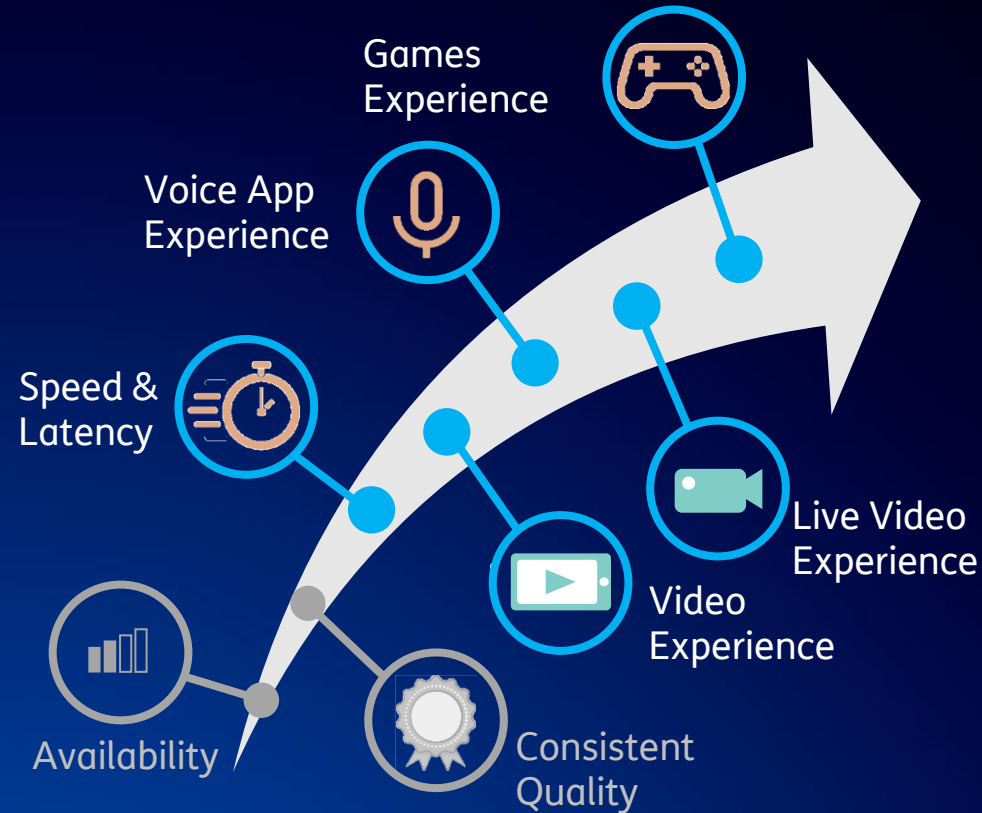 Games
Experience
Voice App
Experience
Speed &
Latency
Live Video
Experience
Video
Experience
Availability
Consistent
Quality